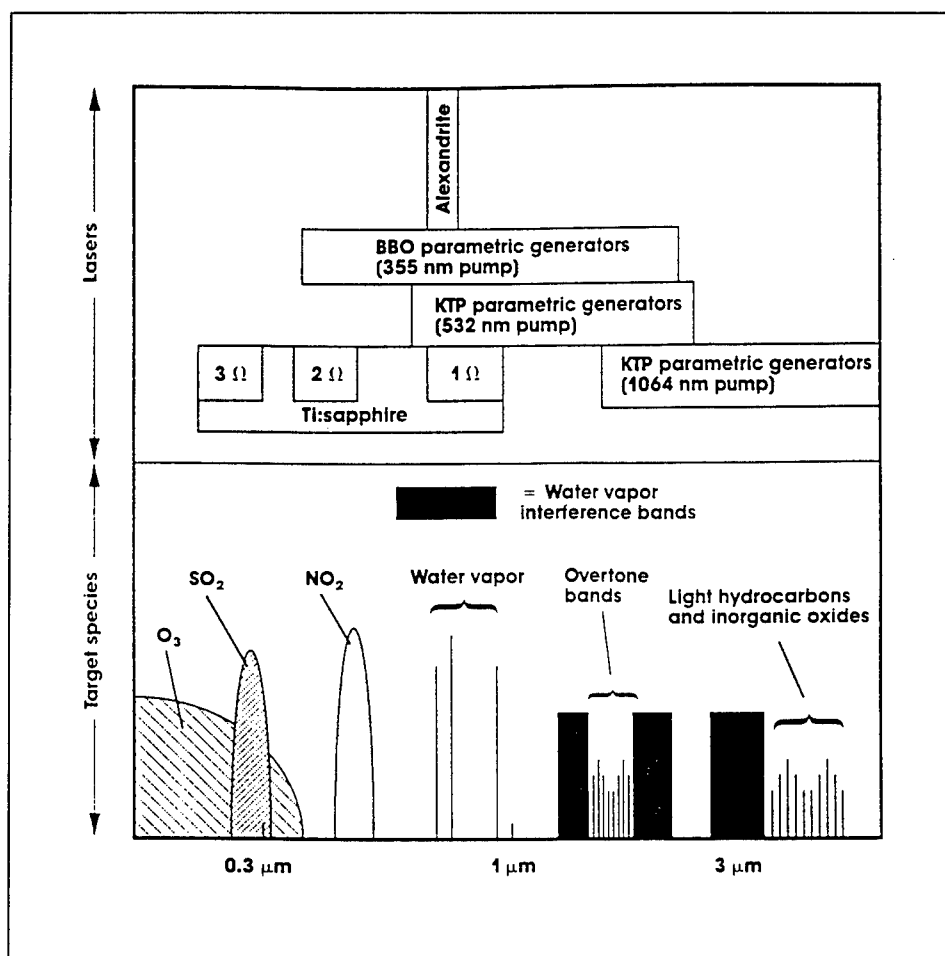 Lasers
Alexandrite
BBO parametric generators
(355 nm pump)
KTP parametric generators
(532 nm pump)
3 Ω
2 Ω
1 Ω
KTP parametric generators
(1064 nm pump)
Ti:sapphire
Target species
= Water vapor
interference bands
SO₂
NO₂
Water vapor
Overtone
bands
Light hydrocarbons
and inorganic oxides
O₃
0.3 μm
1 μm
3 μm